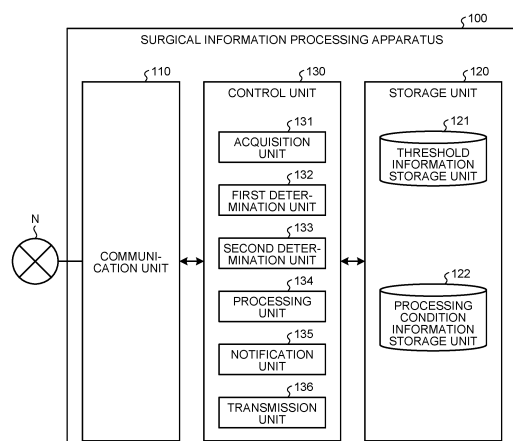 100
SURGICAL INFORMATION PROCESSING APPARATUS
110
130
120
CONTROL UNIT
STORAGE UNIT
131
ACQUISITION
UNIT
121
THRESHOLD
INFORMATION
STORAGE
UNIT
132
FIRST DETER-
MINATION UNIT
N
133
SECOND DETER-
MINATION UNIT
COMMUNI-
CATION UNIT
134
PROCESSING
UNIT
122
PROCESSING
CONDITION
INFORMATION
STORAGE UNIT
135
NOTIFICATION
UNIT
136
TRANSMISSION
UNIT